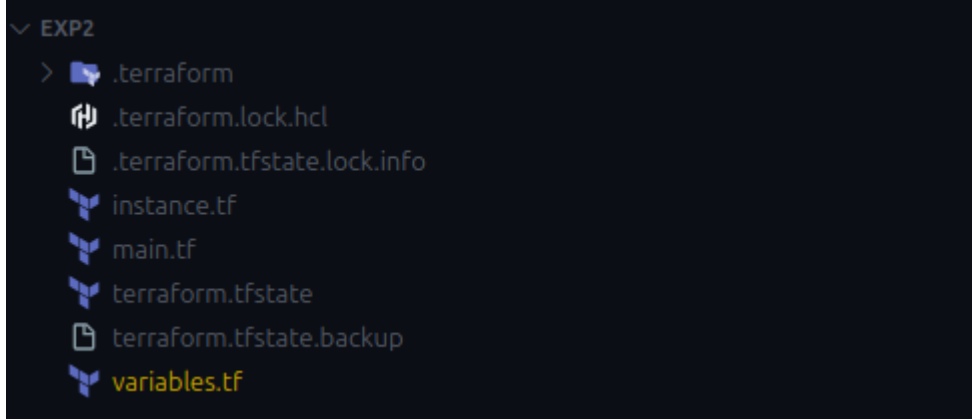 EXP2
.terraform
.terraform.lock.hcl
.terraform.tfstate.lock.info
instance.tf
main.tf
terraform.tfstate
terraform.tfstate.backup
variables.tf